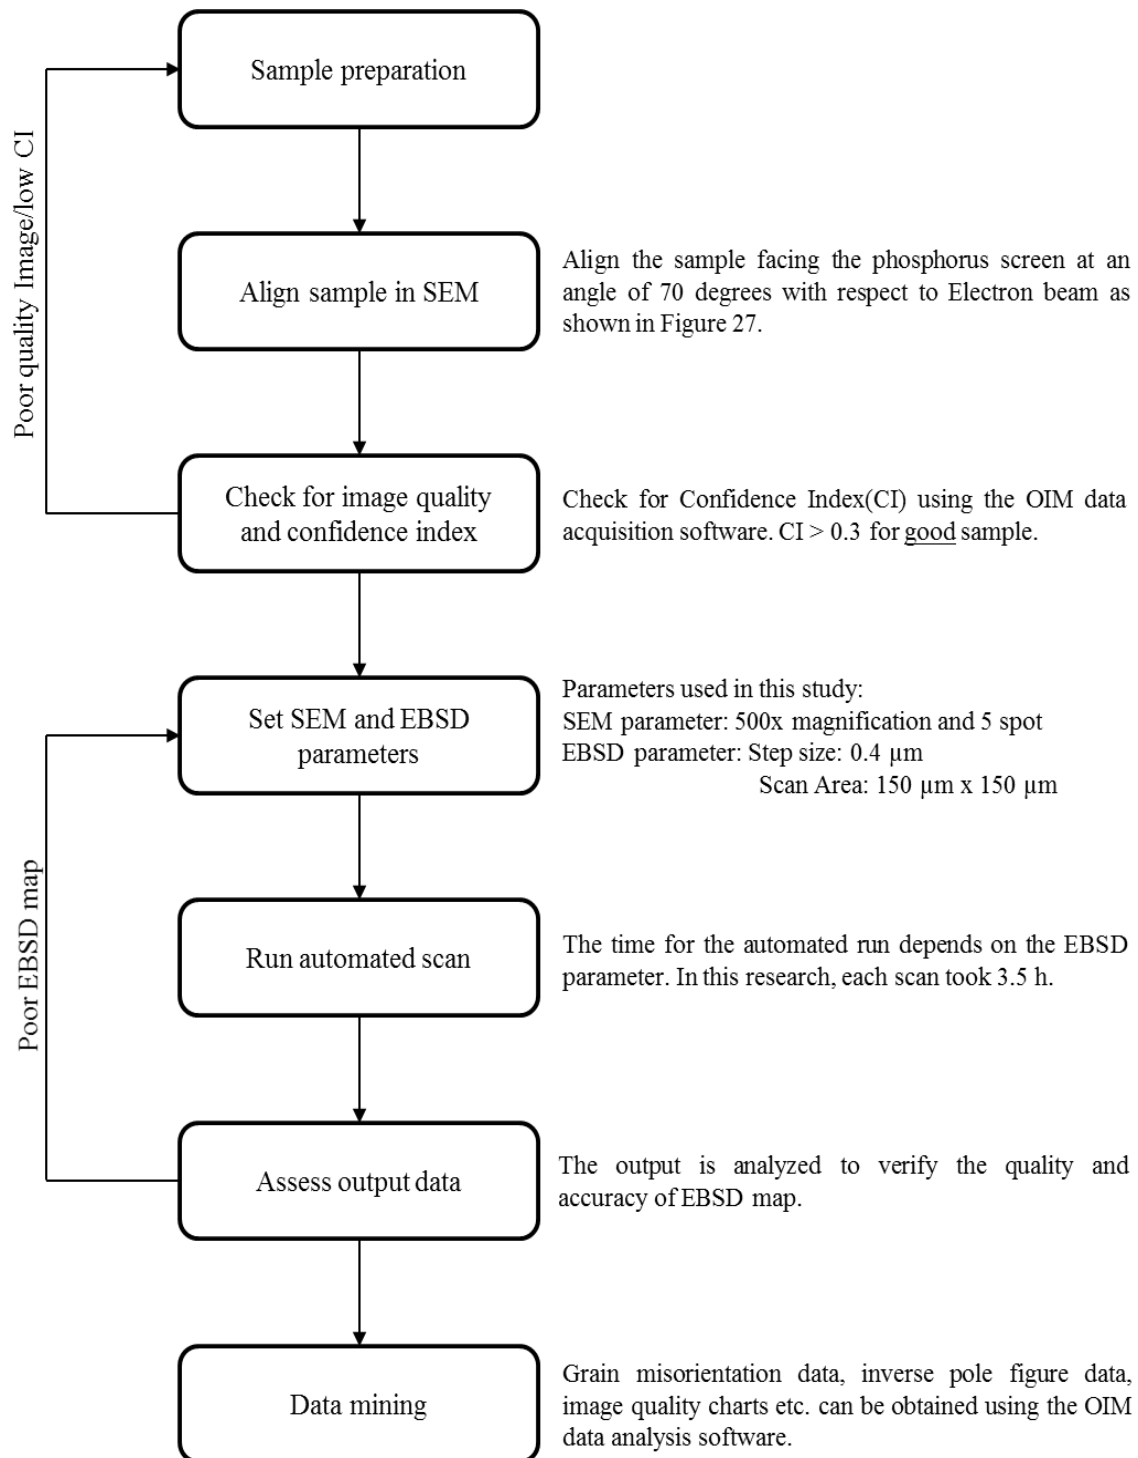 Sample preparation
Poor quality Image/low CI
Align sample in SEM
Align the sample facing the phosphorus screen at an
angle of 70 degrees with respect to Electron beam as
shown in Figure 27.
Check for image quality
and confidence index
Check for Confidence Index(CI) using the OIM data
acquisition software. CI > 0.3 for good sample.
Set SEM and EBSD
parameters
Parameters used in this study:
SEM parameter: 500x magnification and 5 spot
EBSD parameter: Step size: 0.4 µm
Scan Area: 150 µm x 150 µm
Poor EBSD map
Run automated scan
The time for the automated run depends on the EBSD
parameter. In this research, each scan took 3.5 h.
Assess output data
The output is analyzed to verify the quality and
accuracy of EBSD map.
Data mining
Grain misorientation data, inverse pole figure data,
image quality charts etc. can be obtained using the OIM
data analysis software.